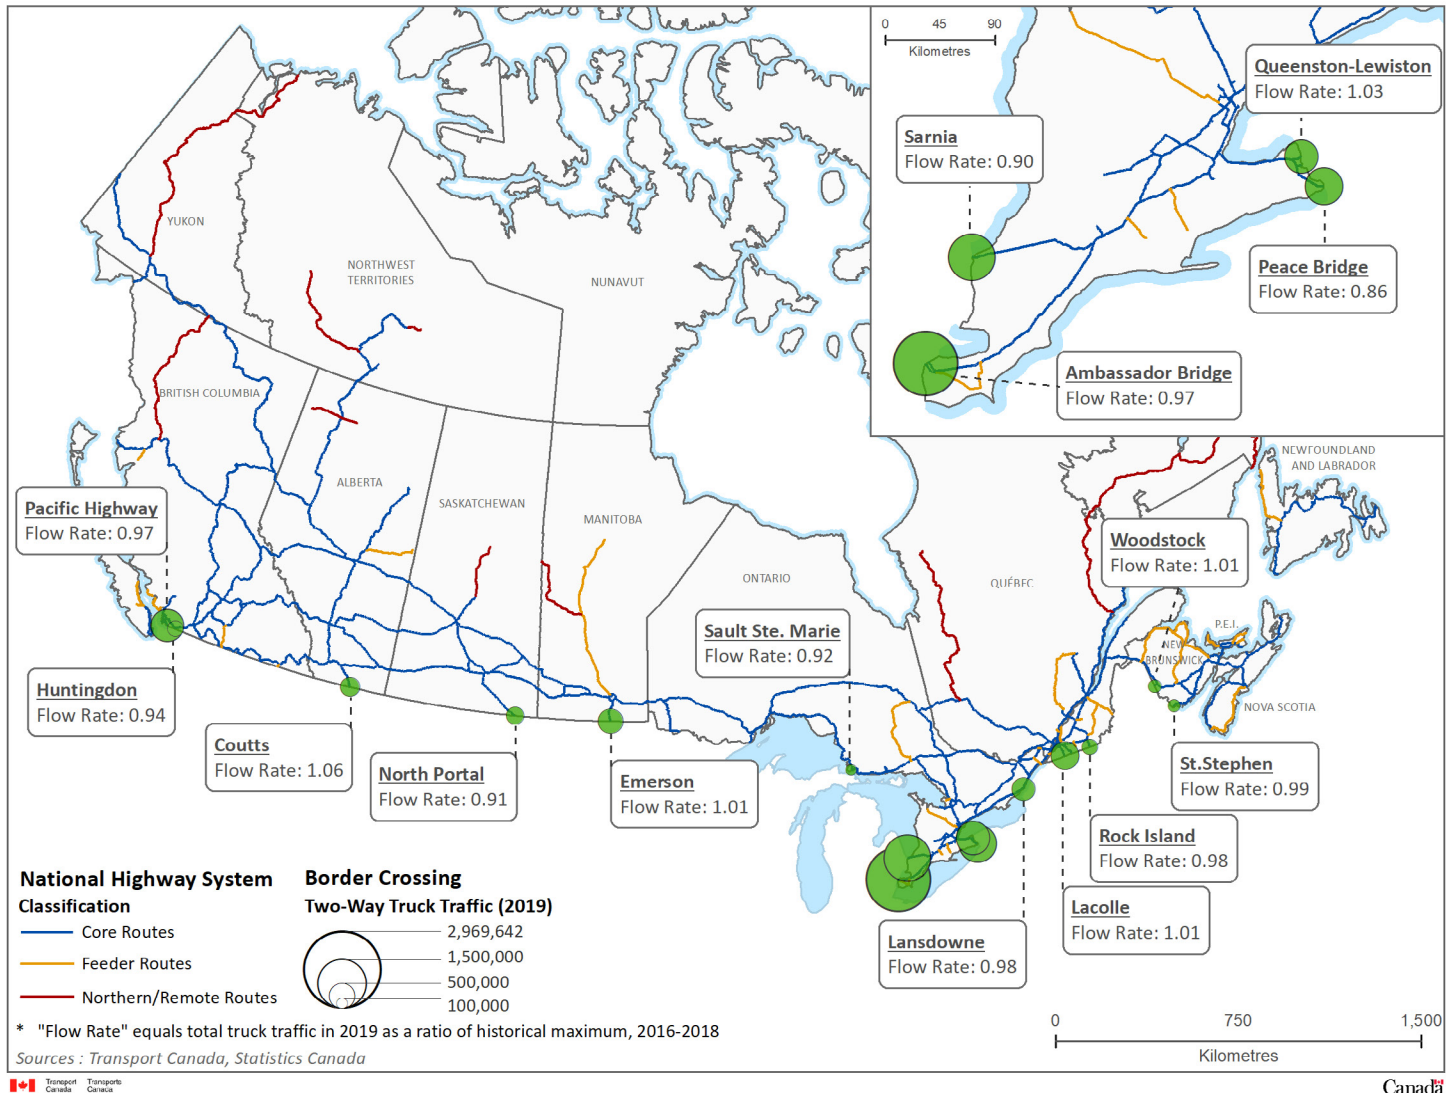 0 45 90
Kilometres
Queenston-Lewiston
Flow Rate: 1.03
Sarnia
Flow Rate: 0.90
Peace Bridge
Flow Rate: 0.86
Ambassador Bridge
Flow Rate: 0.97
YUKON
NORTHWEST
TERRITORIES
NUNAVUT
BRITISH COLUMBIA
ALBERTA
SASKATCHEWAN
MANITOBA
ONTARIO
QUÉBEC
NEWFOUNDLAND
AND LABRADOR
P.E.I.
NEW
BRUNSWICK
NOVA SCOTIA
Pacific Highway
Flow Rate: 0.97
Woodstock
Flow Rate: 1.01
Sault Ste. Marie
Flow Rate: 0.92
Huntingdon
Flow Rate: 0.94
Coutts
Flow Rate: 1.06
North Portal
Flow Rate: 0.91
Emerson
Flow Rate: 1.01
St.Stephen
Flow Rate: 0.99
Rock Island
Flow Rate: 0.98
Lacolle
Flow Rate: 1.01
Lansdowne
Flow Rate: 0.98
National Highway System
Classification
Core Routes
Feeder Routes
Northern/Remote Routes
Border Crossing
Two-Way Truck Traffic (2019)
2,969,642
1,500,000
500,000
100,000
* "Flow Rate" equals total truck traffic in 2019 as a ratio of historical maximum, 2016-2018
Sources : Transport Canada, Statistics Canada
0 750 1,500
Kilometres
Transport Transports
Canada Canada
Canada